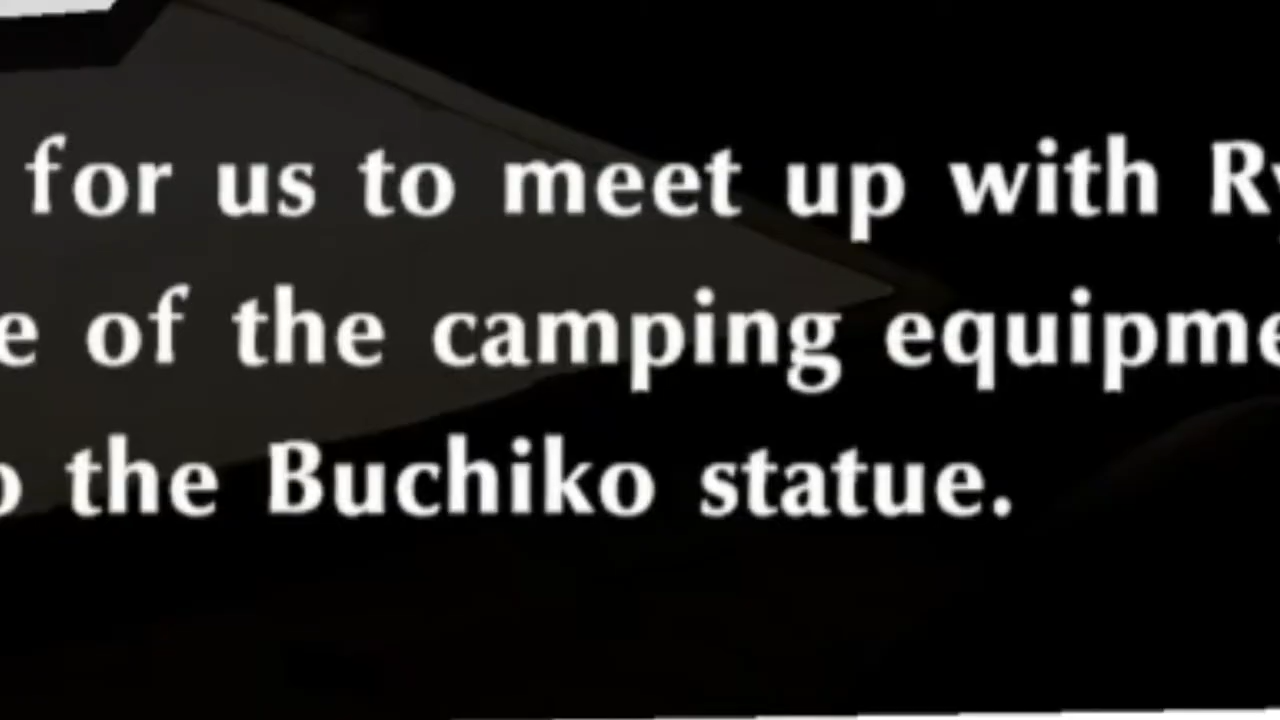 for us to meet up with
of the camping
the Buchiko statue.